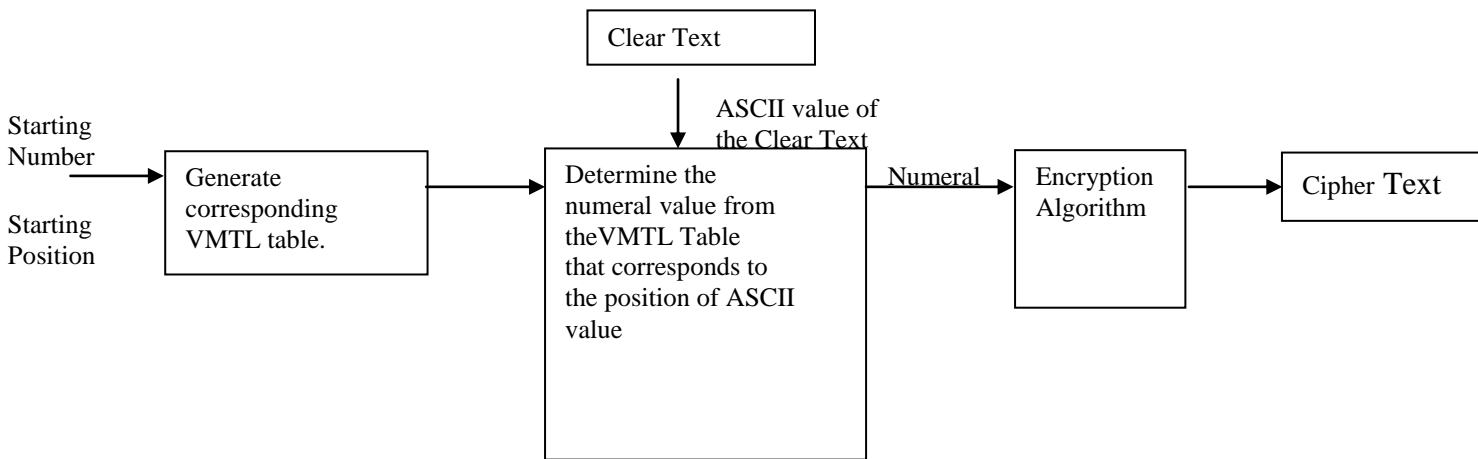 Clear Text
ASCII value of
the Clear Text
Starting
Number
Starting
Position
Generate
corresponding
VMTL table.
Determine the
numeral value from
theVMTL Table
that corresponds to
the position of ASCII
value
Numeral
Encryption
Algorithm
Cipher Text